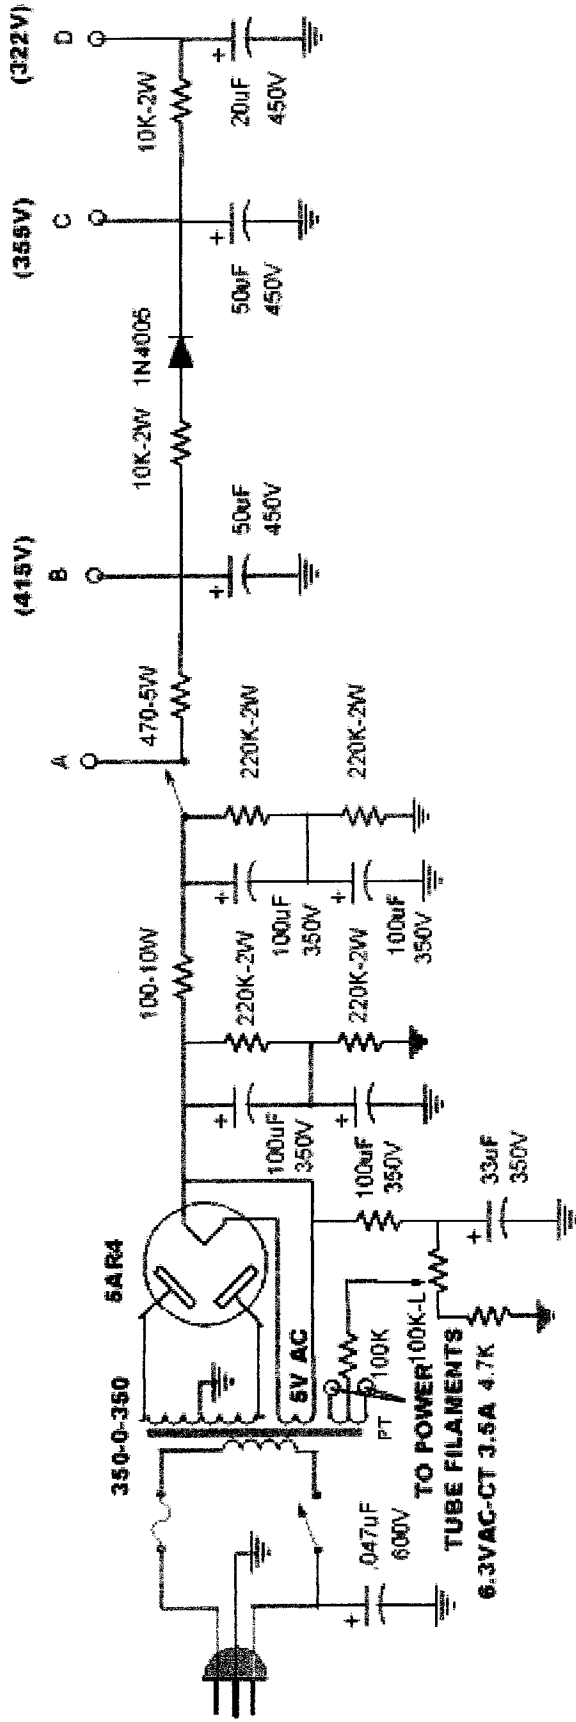 350-0-350
5AR4
5V AC
PT
100K
100K-L
4.7K
TO POWER
TUBE FILAMENTS
6.3VAC-CT 3.5A
.047uF
600V
33uF
350V
100uF
350V
100uF
350V
220K-2W
220K-2W
100-10W
100uF
350V
100uF
350V
220K-2W
220K-2W
A
470-5W
(415V)
B
50uF
450V
10K-2W
1N4005
(355V)
C
50uF
450V
10K-2W
(322V)
D
20uF
450V